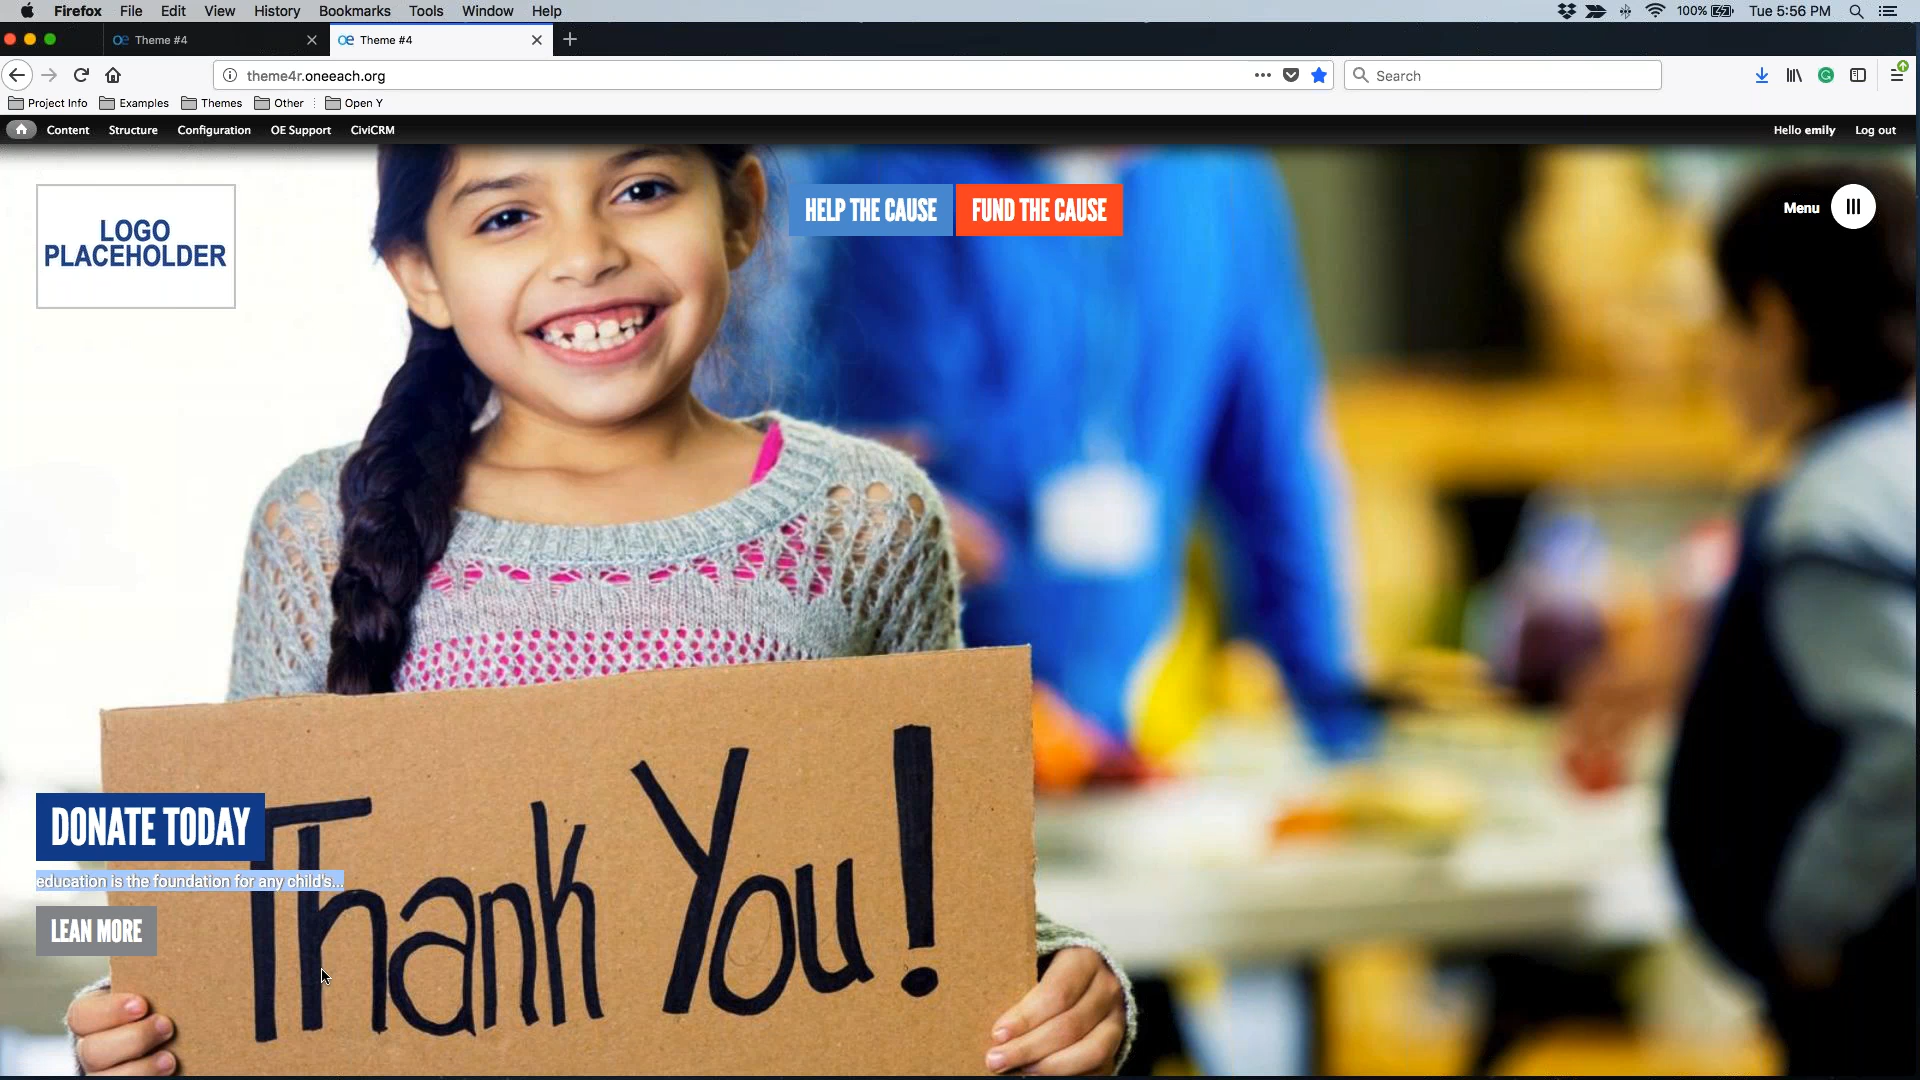 Firefox File Edit View History Bookmarks Tools Window Help 100% Tue 5:56 PM
Theme #4 Theme #4
theme4r.oneeach.org Search
Project Info Examples Themes Other Open Y
Content Structure Configuration OE Support CiviCRM Hello emily Log out
LOGO
PLACEHOLDER
HELP THE CAUSE FUND THE CAUSE
Menu
DONATE TODAY
education is the foundation for any child's...
LEAN MORE
Thank You!